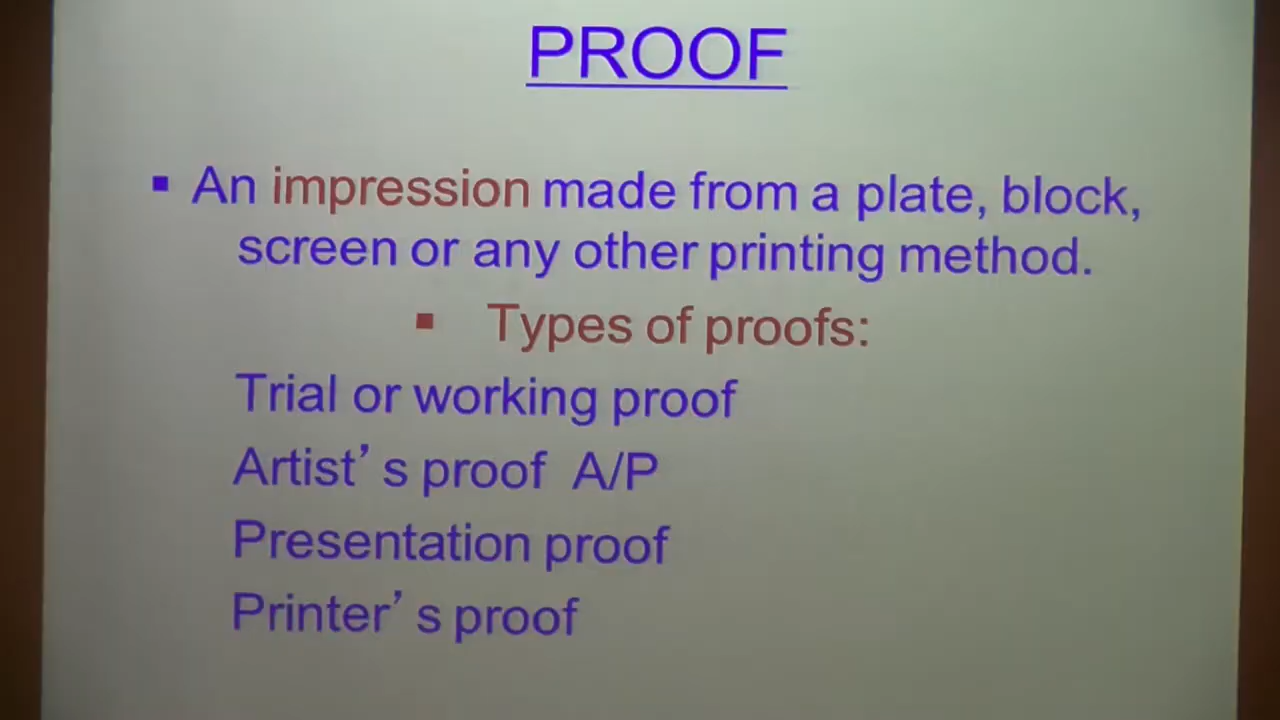 PROOF
▪ An impression made from a plate, block,
screen or any other printing method.
▪ Types of proofs:
Trial or working proof
Artist’s proof A/P
Presentation proof
Printer’s proof